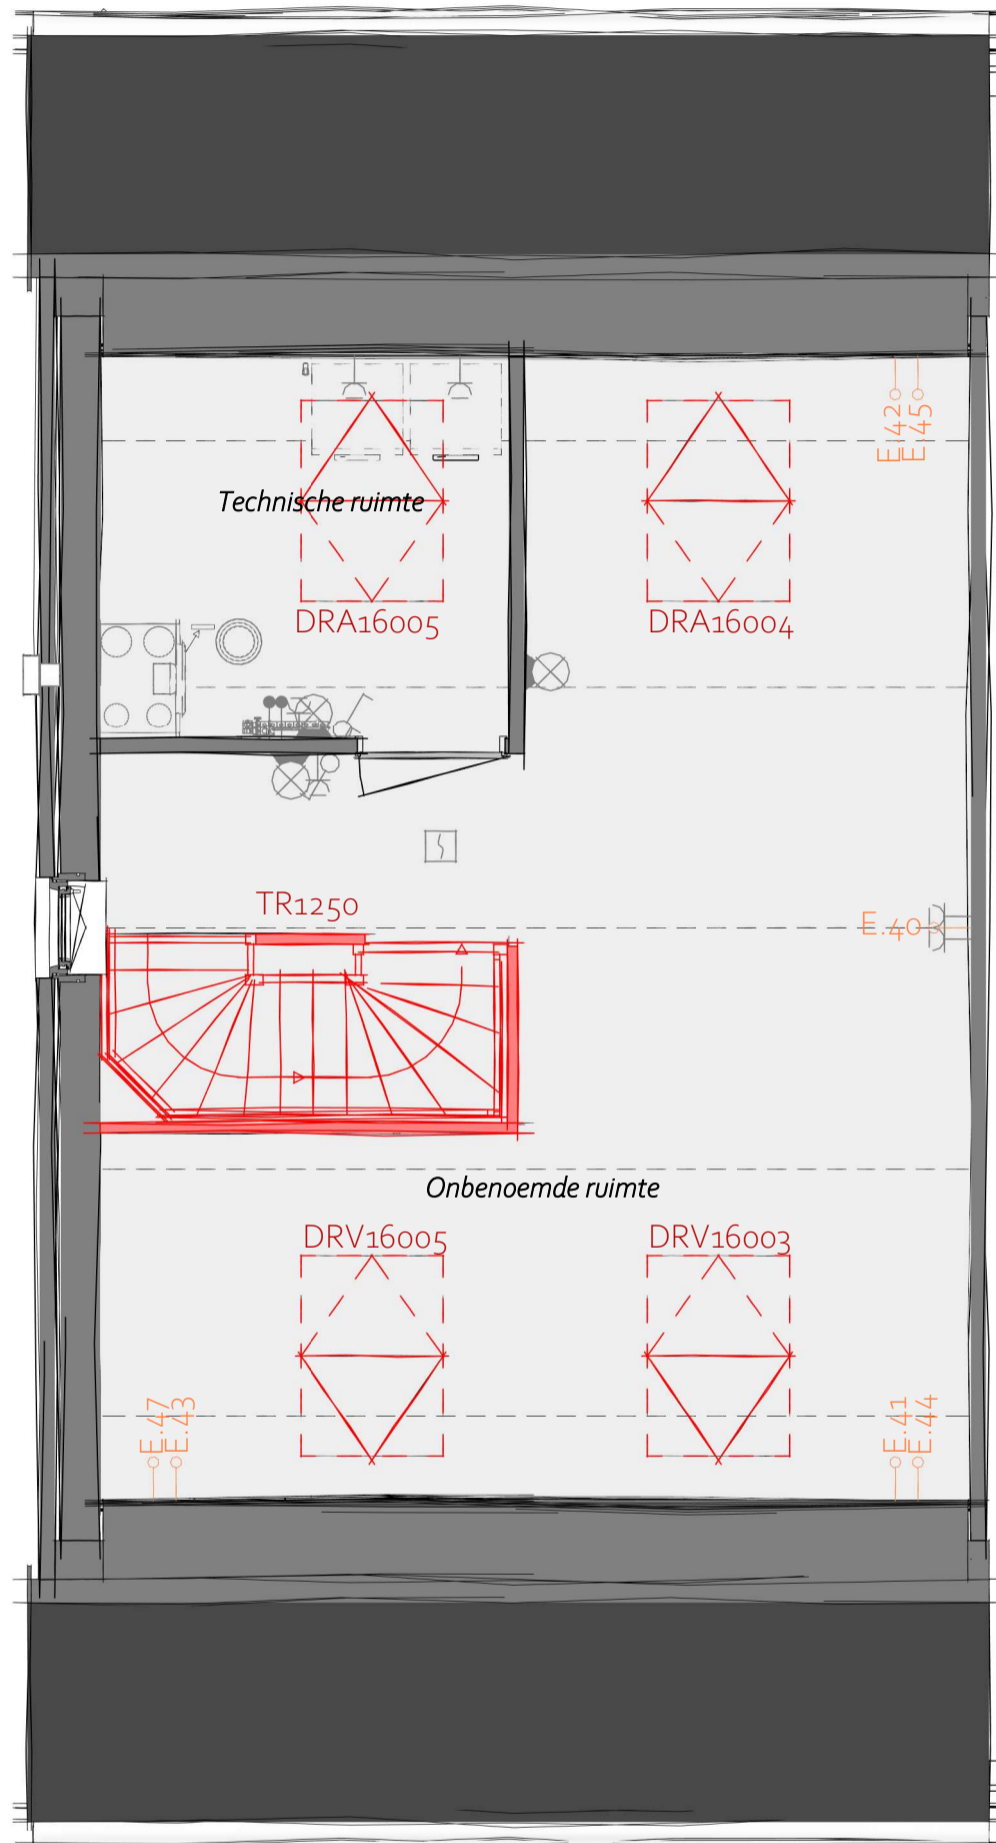 E.42
E.45
Technische ruimte
DRA16005
DRA16004
TR1250
E.40
Onbenoemde ruimte
DRV16005
DRV16003
E.47
E.43
E.41
E.44